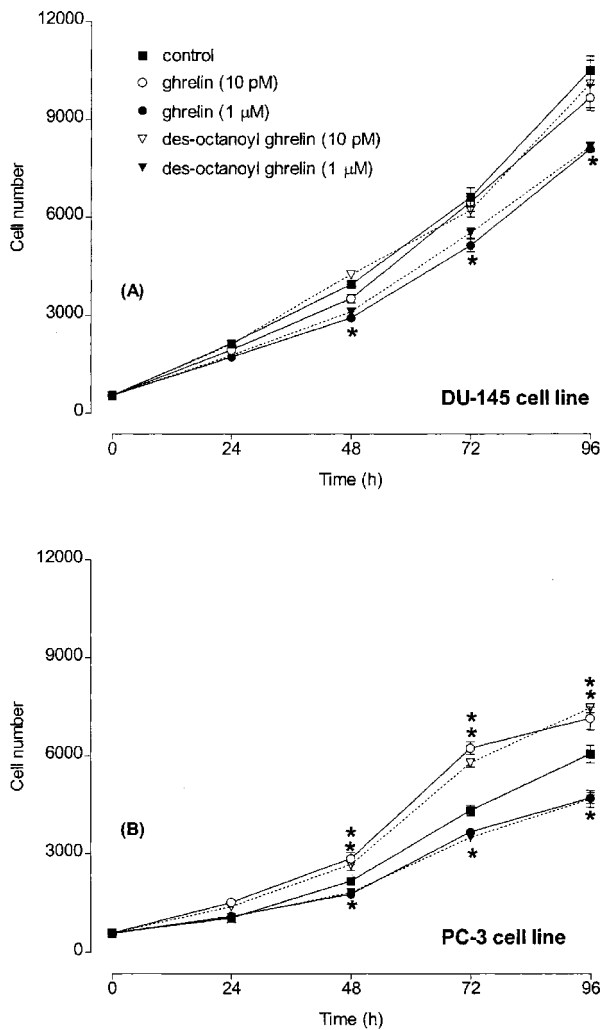 12000
9000
6000
3000
0
Cell number
control
ghrelin (10 pM)
ghrelin (1 μM)
des-octanoyl ghrelin (10 pM)
des-octanoyl ghrelin (1 μM)
(A)
*
*
*
DU-145 cell line
0 24 48 72 96
Time (h)
12000
9000
6000
3000
0
Cell number
(B)
*
*
*
*
*
*
*
*
*
PC-3 cell line
0 24 48 72 96
Time (h)